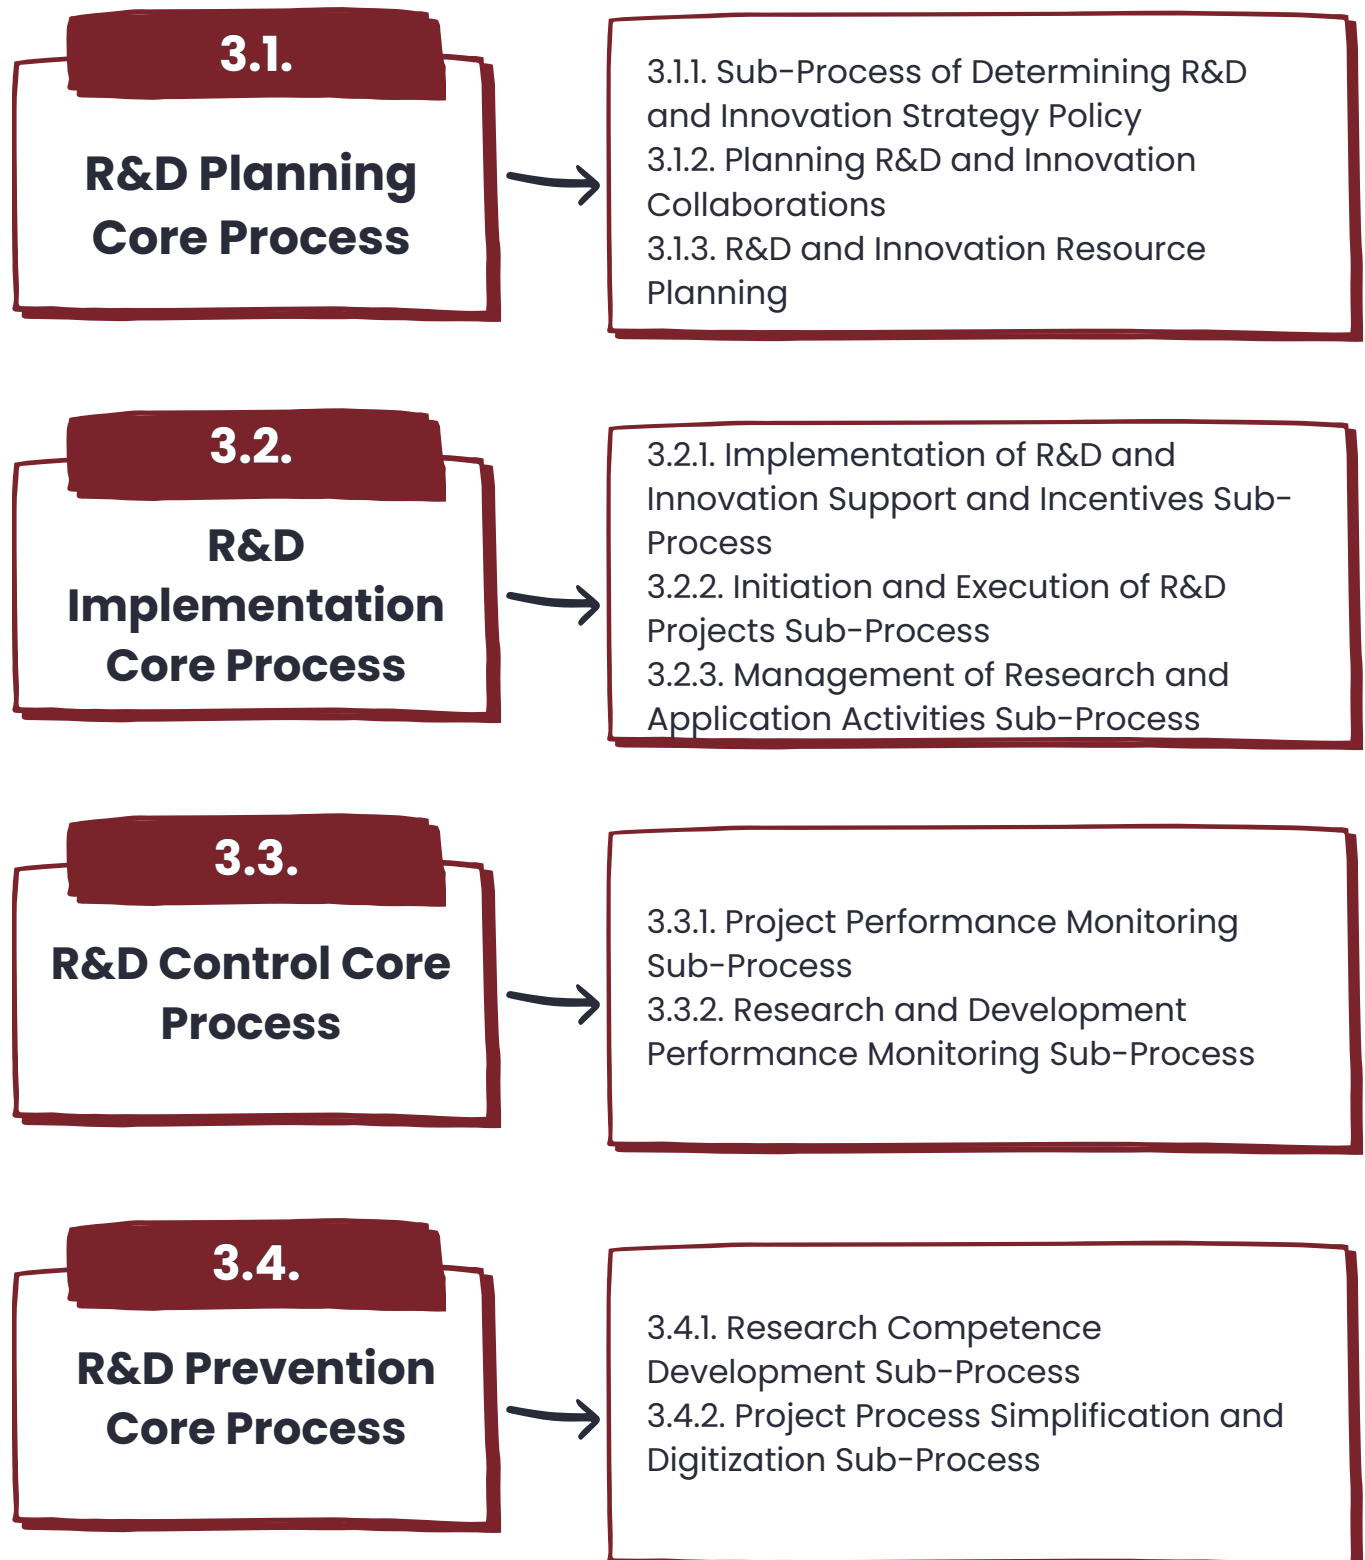 3.1.
R&D Planning
Core Process
3.1.1. Sub-Process of Determining R&D
and Innovation Strategy Policy
3.1.2. Planning R&D and Innovation
Collaborations
3.1.3. R&D and Innovation Resource
Planning
3.2.
R&D
Implementation
Core Process
3.2.1. Implementation of R&D and
Innovation Support and Incentives Sub-
Process
3.2.2. Initiation and Execution of R&D
Projects Sub-Process
3.2.3. Management of Research and
Application Activities Sub-Process
3.3.
R&D Control Core
Process
3.3.1. Project Performance Monitoring
Sub-Process
3.3.2. Research and Development
Performance Monitoring Sub-Process
3.4.
R&D Prevention
Core Process
3.4.1. Research Competence
Development Sub-Process
3.4.2. Project Process Simplification and
Digitization Sub-Process